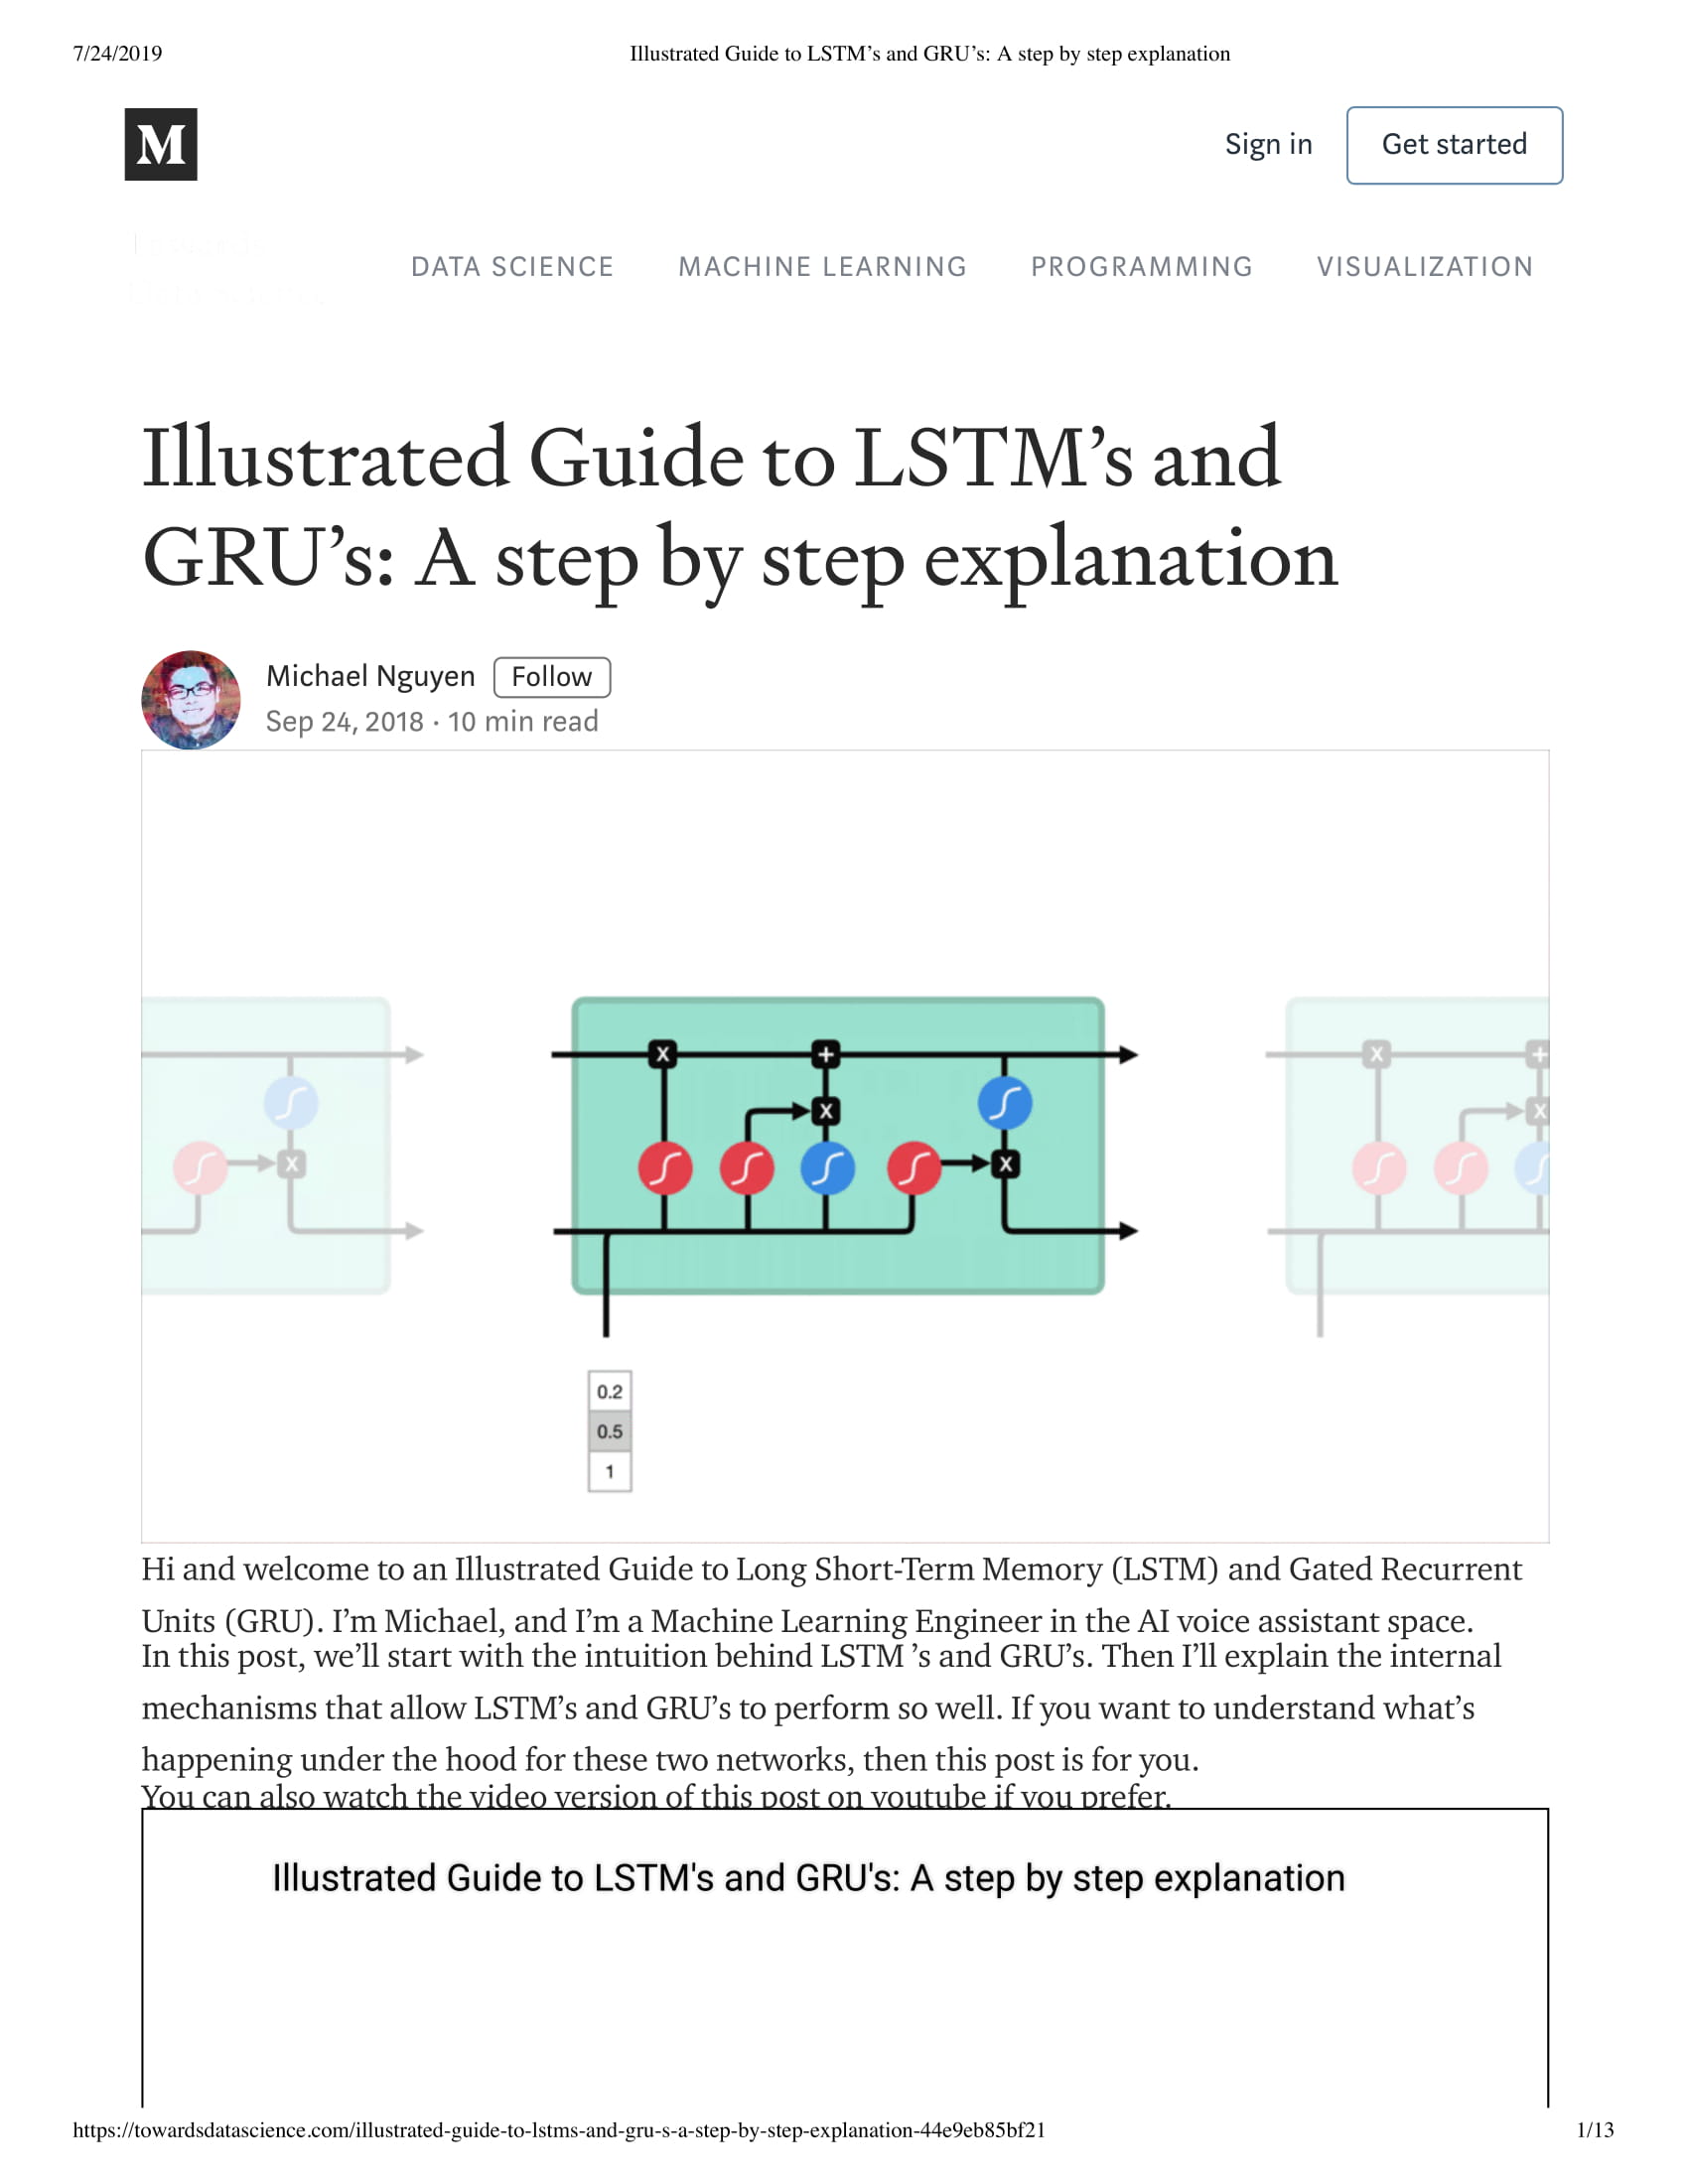 7/24/2019
Illustrated Guide to LSTM’s and GRU’s: A step by step explanation
M
Sign in
Get started
DATA SCIENCE
MACHINE LEARNING
PROGRAMMING
VISUALIZATION
Illustrated Guide to LSTM’s and
GRU’s: A step by step explanation
Michael Nguyen
Follow
Sep 24, 2018 · 10 min read
X
+
X
+
X
X
X
X
X
0.2
0.5
1
Hi and welcome to an Illustrated Guide to Long Short-Term Memory (LSTM) and Gated Recurrent
Units (GRU). I’m Michael, and I’m a Machine Learning Engineer in the AI voice assistant space.
In this post, we’ll start with the intuition behind LSTM ’s and GRU’s. Then I’ll explain the internal
mechanisms that allow LSTM’s and GRU’s to perform so well. If you want to understand what’s
happening under the hood for these two networks, then this post is for you.
You can also watch the video version of this post on youtube if you prefer.
Illustrated Guide to LSTM's and GRU's: A step by step explanation
https://towardsdatascience.com/illustrated-guide-to-lstms-and-gru-s-a-step-by-step-explanation-44e9eb85bf21
1/13